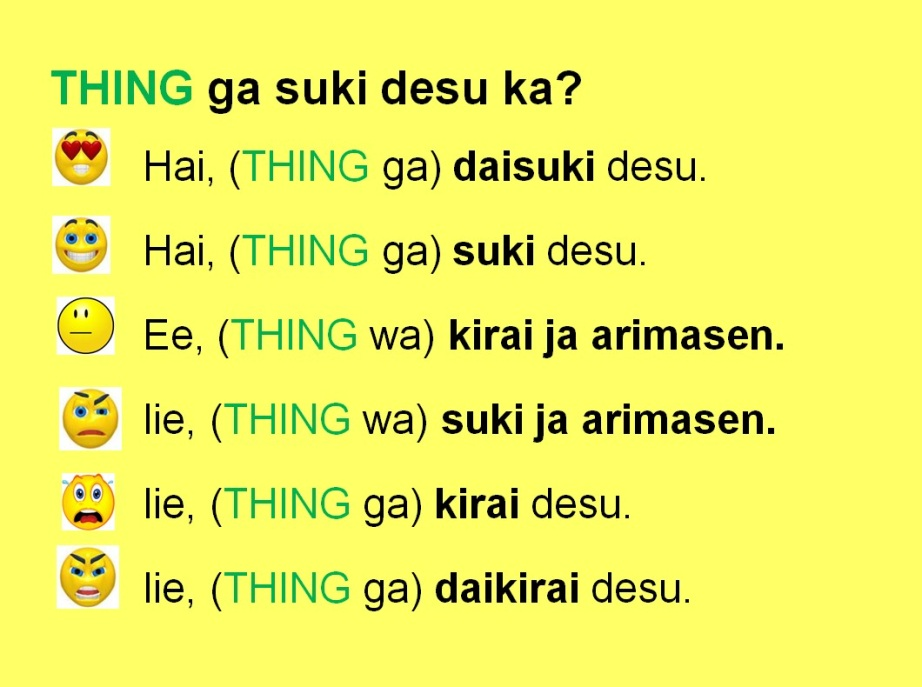 THING ga suki desu ka?
Hai, (THING ga) daisuki desu.
Hai, (THING ga) suki desu.
Ee, (THING wa) kirai ja arimasen.
Iie, (THING wa) suki ja arimasen.
Iie, (THING ga) kirai desu.
Iie, (THING ga) daikirai desu.